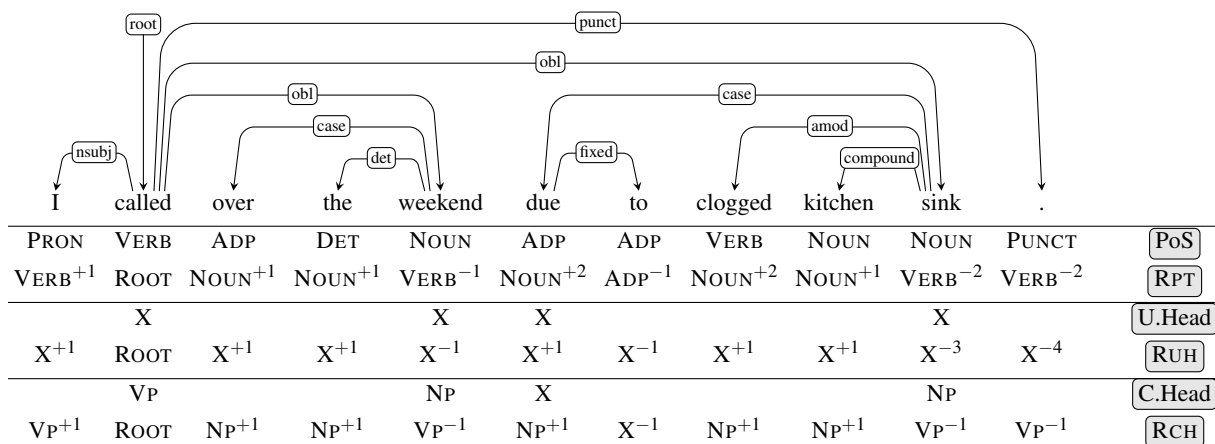 root punct
obl
obl case
case amod
nsubj det fixed compound
I called over the weekend due to clogged kitchen sink .
PRON VERB ADP DET NOUN ADP ADP VERB NOUN NOUN PUNCT PoS
VERB+1 ROOT NOUN+1 NOUN+1 VERB−1 NOUN+2 ADP−1 NOUN+2 NOUN+1 VERB−2 VERB−2 RPT
X X X X U.Head
X+1 ROOT X+1 X+1 X−1 X+1 X−1 X+1 X+1 X−3 X−4 RUH
VP NP X NP C.Head
VP+1 ROOT NP+1 NP+1 VP−1 NP+1 X−1 NP+1 NP+1 VP−1 VP−1 RCH